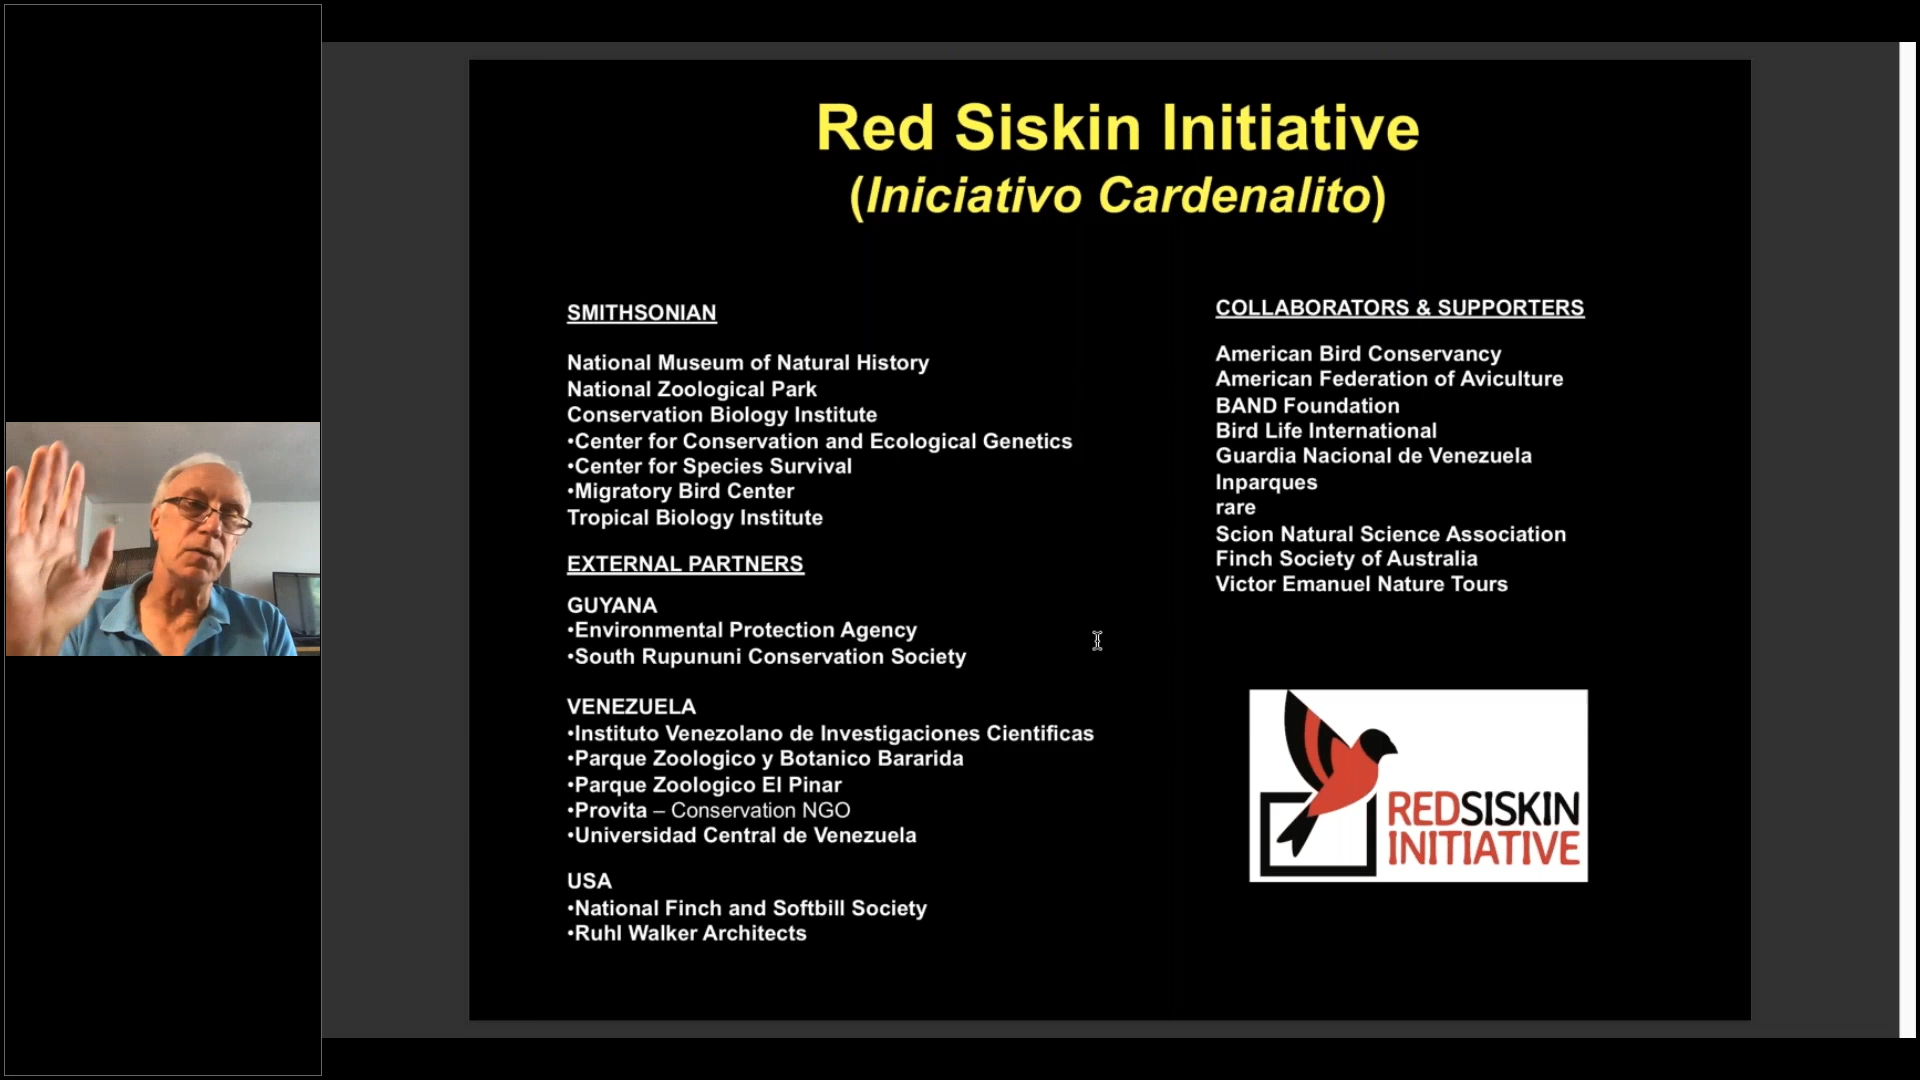 Red Siskin Initiative
(Iniciativo Cardenalito)
SMITHSONIAN
National Museum of Natural History
National Zoological Park
Conservation Biology Institute
•Center for Conservation and Ecological Genetics
•Center for Species Survival
•Migratory Bird Center
Tropical Biology Institute
EXTERNAL PARTNERS
GUYANA
•Environmental Protection Agency
•South Rupununi Conservation Society
VENEZUELA
•Instituto Venezolano de Investigaciones Cientificas
•Parque Zoologico y Botanico Bararida
•Parque Zoologico El Pinar
•Provita – Conservation NGO
•Universidad Central de Venezuela
USA
•National Finch and Softbill Society
•Ruhl Walker Architects
COLLABORATORS & SUPPORTERS
American Bird Conservancy
American Federation of Aviculture
BAND Foundation
Bird Life International
Guardia Nacional de Venezuela
Inparques
rare
Scion Natural Science Association
Finch Society of Australia
Victor Emanuel Nature Tours
REDSISKIN
INITIATIVE